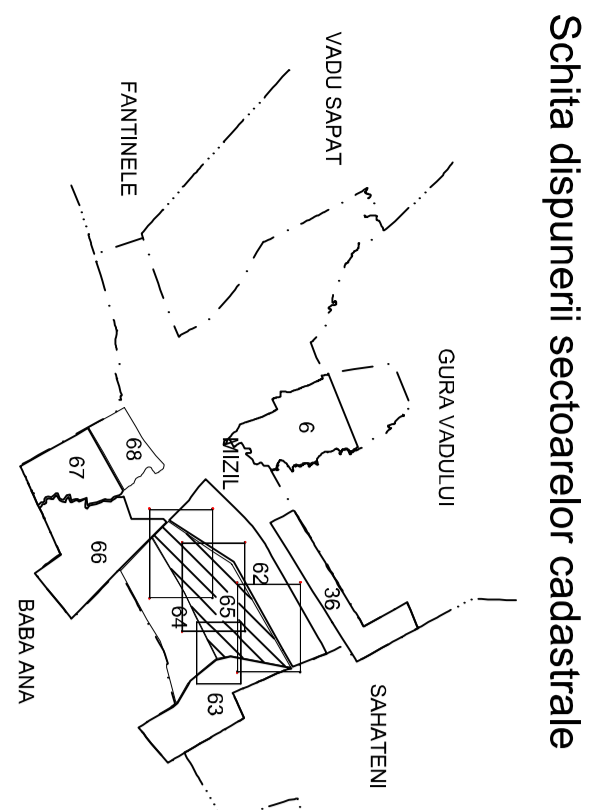 Schita dispunerii sectoarelor cadastrale
VADU SAPAT
FANTINELE
GURA VADULUI
6
MIZIL
68
67
66
62
36
65
64
63
SAHATENI
BABA ANA